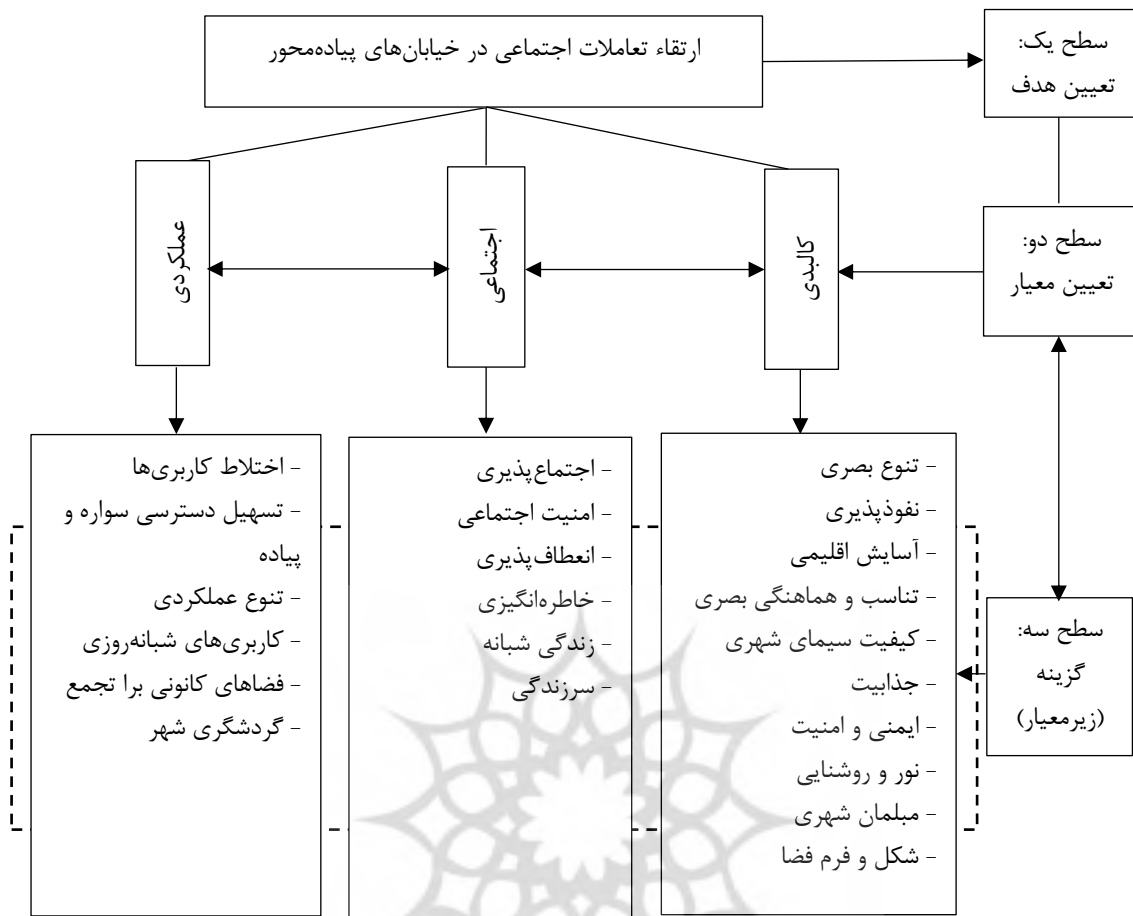 ارتقاء تعاملات اجتماعی در خیابان‌های پیاده‌محور
سطح یک:
تعیین هدف
کالبدی
اجتماعی
عملکردی
سطح دو:
تعیین معیار
- تنوع بصری
- نفوذپذیری
- آسایش اقلیمی
- تناسب و هماهنگی بصری
- کیفیت سیمای شهری
- جذابیت
- ایمنی و امنیت
- نور و روشنایی
- مبلمان شهری
- شکل و فرم فضا
- اجتماع‌پذیری
- امنیت اجتماعی
- انعطاف‌پذیری
- خاطره‌انگیزی
- زندگی شبانه
- سرزندگی
- اختلاط کاربری‌ها
- تسهیل دسترسی سواره و
پیاده
- تنوع عملکردی
- کاربری‌های شبانه‌روزی
- فضاهای کانونی برا تجمع
- گردشگری شهر
سطح سه:
گزینه
(زیرمعیار)